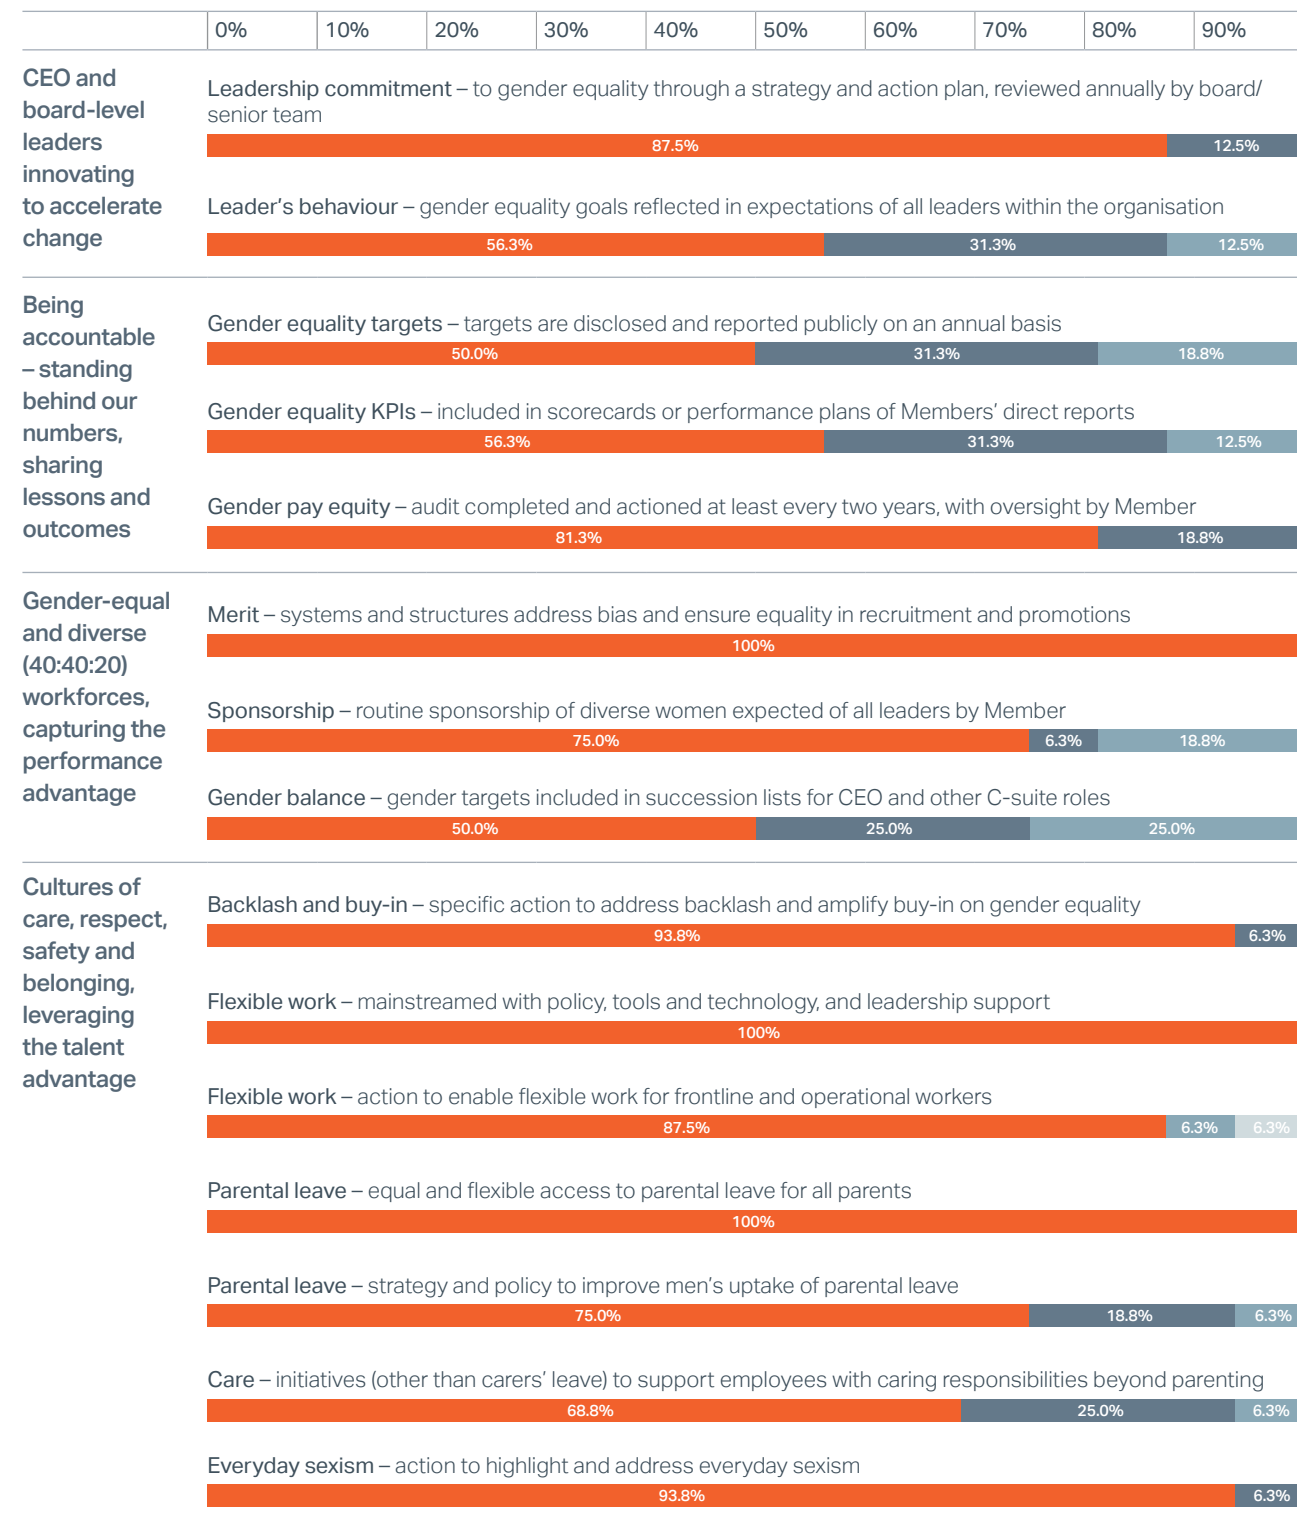 0% 10% 20% 30% 40% 50% 60% 70% 80% 90%
CEO and
board-level
leaders
innovating
to accelerate
change
Leadership commitment – to gender equality through a strategy and action plan, reviewed annually by board/
senior team
87.5% 12.5%
Leader’s behaviour – gender equality goals reflected in expectations of all leaders within the organisation
56.3% 31.3% 12.5%
Being
accountable
– standing
behind our
numbers,
sharing
lessons and
outcomes
Gender equality targets – targets are disclosed and reported publicly on an annual basis
50.0% 31.3% 18.8%
Gender equality KPIs – included in scorecards or performance plans of Members’ direct reports
56.3% 31.3% 12.5%
Gender pay equity – audit completed and actioned at least every two years, with oversight by Member
81.3% 18.8%
Gender-equal
and diverse
(40:40:20)
workforces,
capturing the
performance
advantage
Merit – systems and structures address bias and ensure equality in recruitment and promotions
100%
Sponsorship – routine sponsorship of diverse women expected of all leaders by Member
75.0% 6.3% 18.8%
Gender balance – gender targets included in succession lists for CEO and other C-suite roles
50.0% 25.0% 25.0%
Cultures of
care, respect,
safety and
belonging,
leveraging
the talent
advantage
Backlash and buy-in – specific action to address backlash and amplify buy-in on gender equality
93.8% 6.3%
Flexible work – mainstreamed with policy, tools and technology, and leadership support
100%
Flexible work – action to enable flexible work for frontline and operational workers
87.5% 6.3% 6.3%
Parental leave – equal and flexible access to parental leave for all parents
100%
Parental leave – strategy and policy to improve men’s uptake of parental leave
75.0% 18.8% 6.3%
Care – initiatives (other than carers’ leave) to support employees with caring responsibilities beyond parenting
68.8% 25.0% 6.3%
Everyday sexism – action to highlight and address everyday sexism
93.8% 6.3%